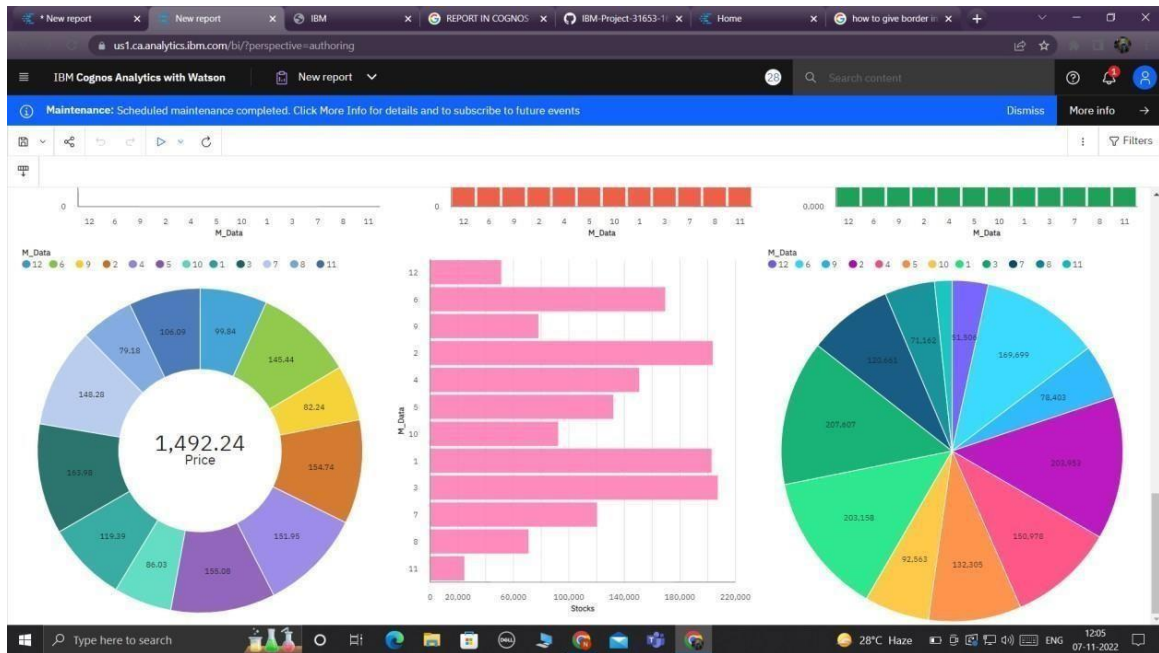 * New report
New report
IBM
REPORT IN COGNOS
IBM-Project-31653-1
Home
how to give border in
us1.ca.analytics.ibm.com/bi/?perspective=authoring
IBM Cognos Analytics with Watson
New report
28
Search content
1
Maintenance: Scheduled maintenance completed. Click More Info for details and to subscribe to future events
Dismiss
More info
Filters
0
12 6 9 2 4 5 10 1 3 7 8 11
M_Data
0
12 6 9 2 4 5 10 1 3 7 8 11
M_Data
0.000
12 6 9 2 4 5 10 1 3 7 8 11
M_Data
M_Data
12 6 9 2 4 5 10 1 3 7 8 11
99.84
145.44
82.24
154.74
151.95
155.08
86.03
119.39
163.98
148.28
79.18
106.09
1,492.24
Price
M_Data
12
6
9
2
4
5
10
1
3
7
8
11
0 20,000 60,000 100,000 140,000 180,000 220,000
Stocks
M_Data
12 6 9 2 4 5 10 1 3 7 8 11
51,506
169,699
78,403
203,953
150,978
132,305
92,563
203,158
207,607
71,162
Type here to search
DELL
28°C Haze
ENG
12:05
07-11-2022